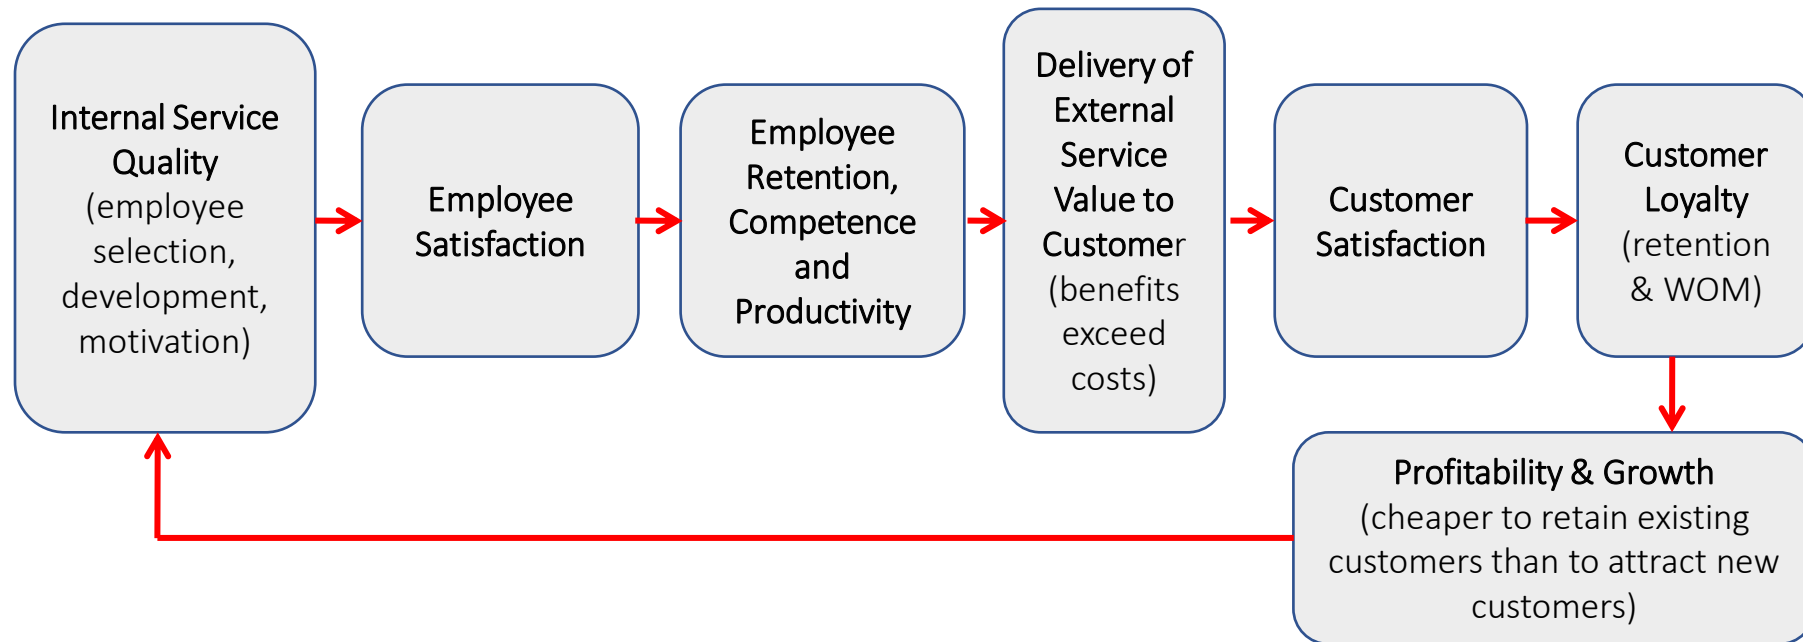 Internal Service
Quality
(employee
selection,
development,
motivation)
Employee
Satisfaction
Employee
Retention,
Competence
and
Productivity
Delivery of
External
Service
Value to
Customer
(benefits
exceed
costs)
Customer
Satisfaction
Customer
Loyalty
(retention
& WOM)
Profitability & Growth
(cheaper to retain existing
customers than to attract new
customers)